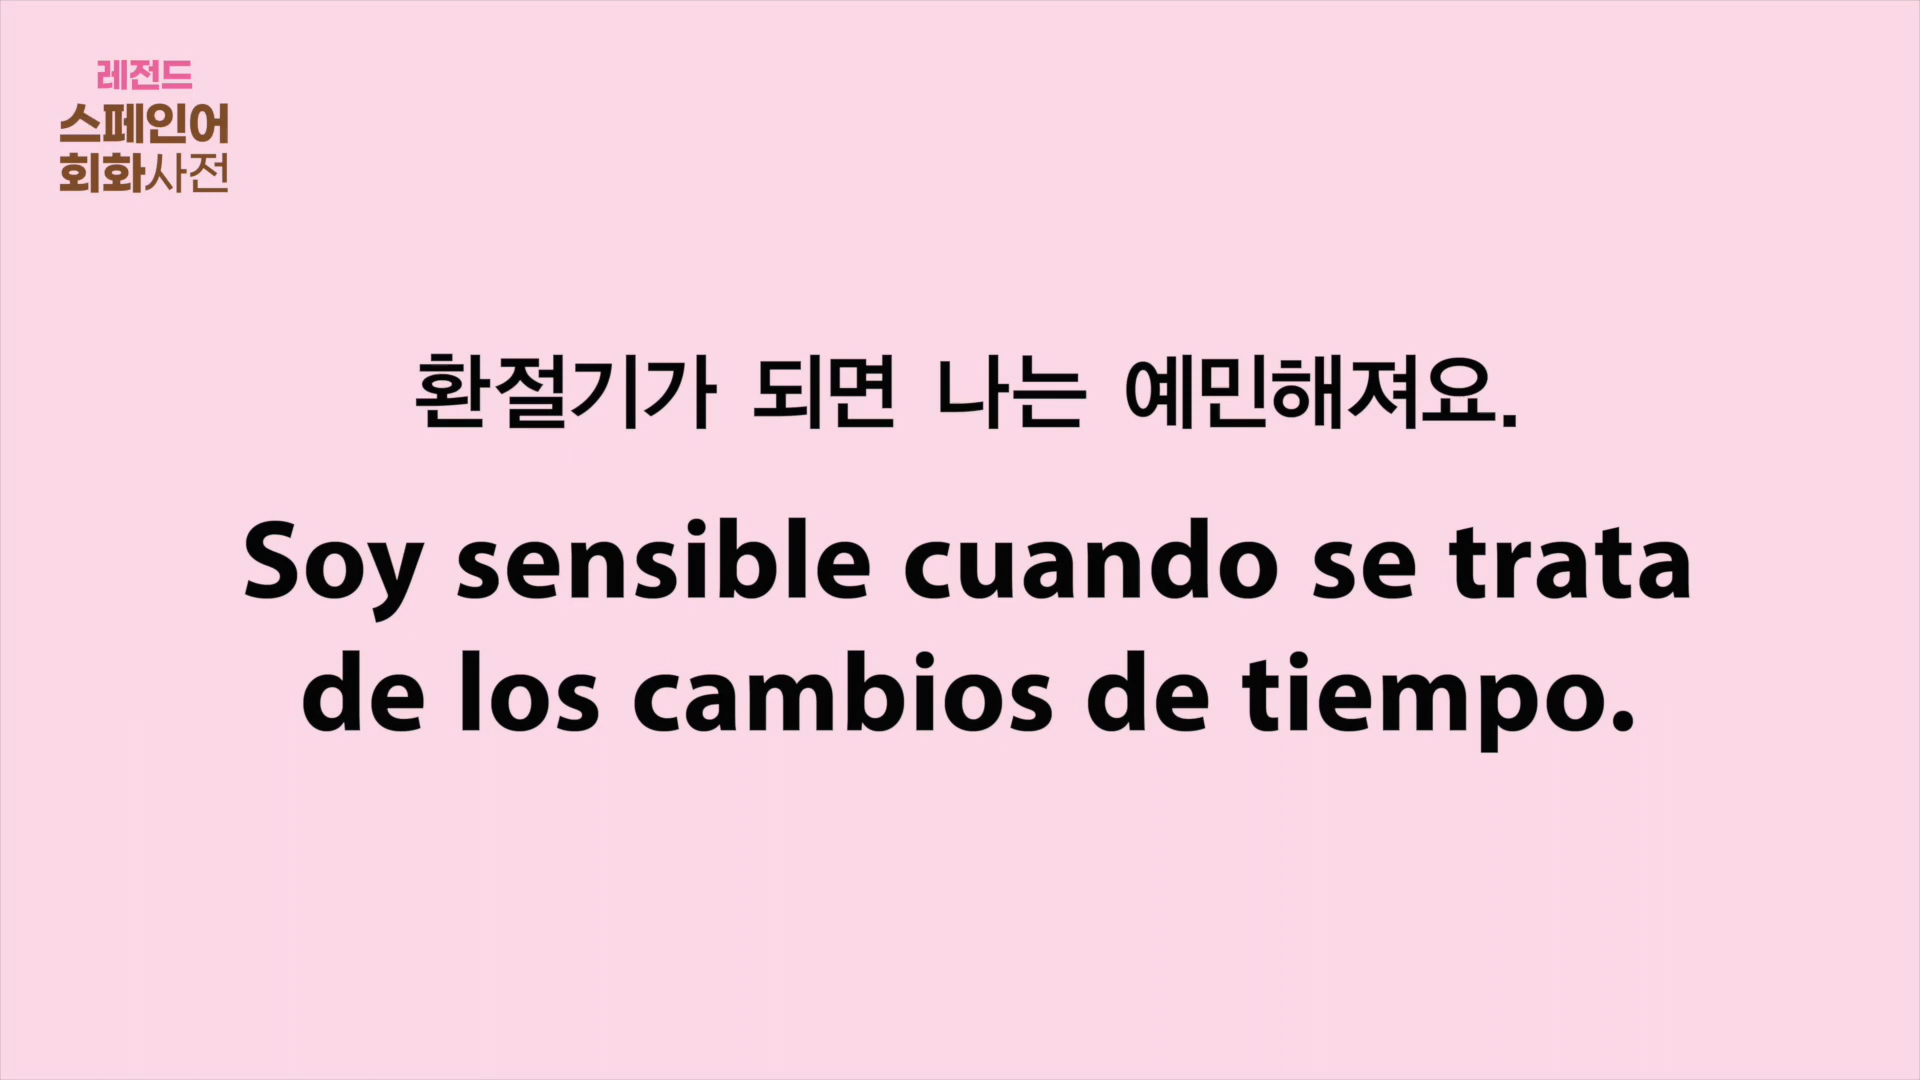 레전드
스페인어
회화사전
환절기가 되면 나는 예민해져요.
Soy sensible cuando se trata
de los cambios de tiempo.